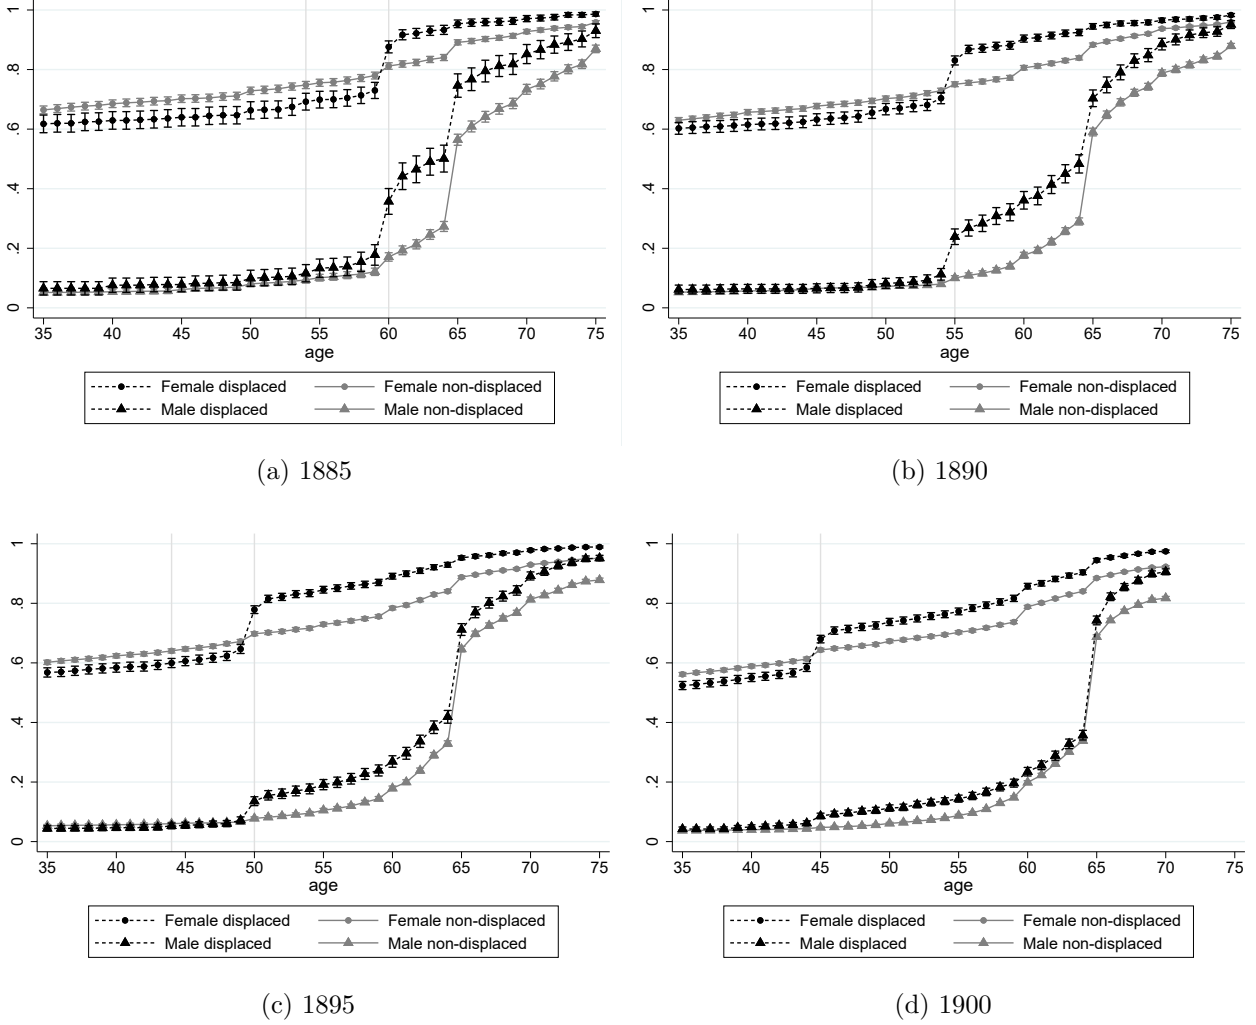 1
.8
.6
.4
.2
0
35 40 45 50 55 60 65 70 75
age
Female displaced Female non-displaced
Male displaced Male non-displaced
(a) 1885
1
.8
.6
.4
.2
0
35 40 45 50 55 60 65 70 75
age
Female displaced Female non-displaced
Male displaced Male non-displaced
(b) 1890
1
.8
.6
.4
.2
0
35 40 45 50 55 60 65 70 75
age
Female displaced Female non-displaced
Male displaced Male non-displaced
(c) 1895
1
.8
.6
.4
.2
0
35 40 45 50 55 60 65 70 75
age
Female displaced Female non-displaced
Male displaced Male non-displaced
(d) 1900